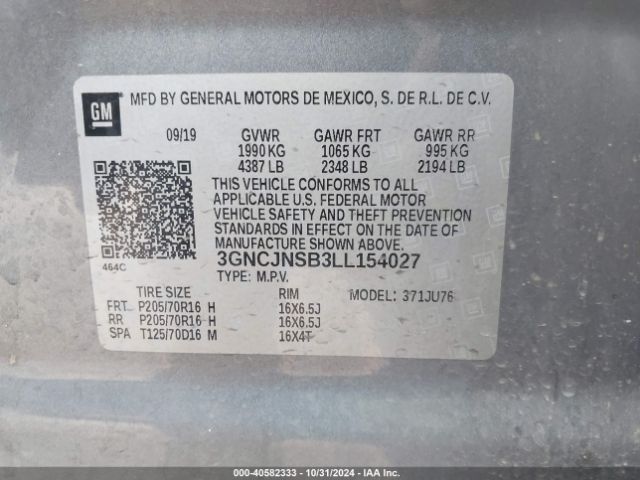 GM
MFD BY GENERAL MOTORS DE MEXICO, S. DE R.L. DE C.V.
09/19 GVWR GAWR FRT GAWR RR
1990 KG 1065 KG 995 KG
4387 LB 2348 LB 2194 LB
THIS VEHICLE CONFORMS TO ALL
APPLICABLE U.S. FEDERAL MOTOR
VEHICLE SAFETY AND THEFT PREVENTION
STANDARDS IN EFFECT ON THE DATE OF
MANUFACTURE SHOWN ABOVE.
464C 3GNCJNSB3LL154027
TYPE: M.P.V.
TIRE SIZE RIM MODEL: 371JU76
FRT P205/70R16 H 16X6.5J
RR P205/70R16 H 16X6.5J
SPA T125/70D16 M 16X4T
000-40582333 - 10/31/2024 - IAA Inc.